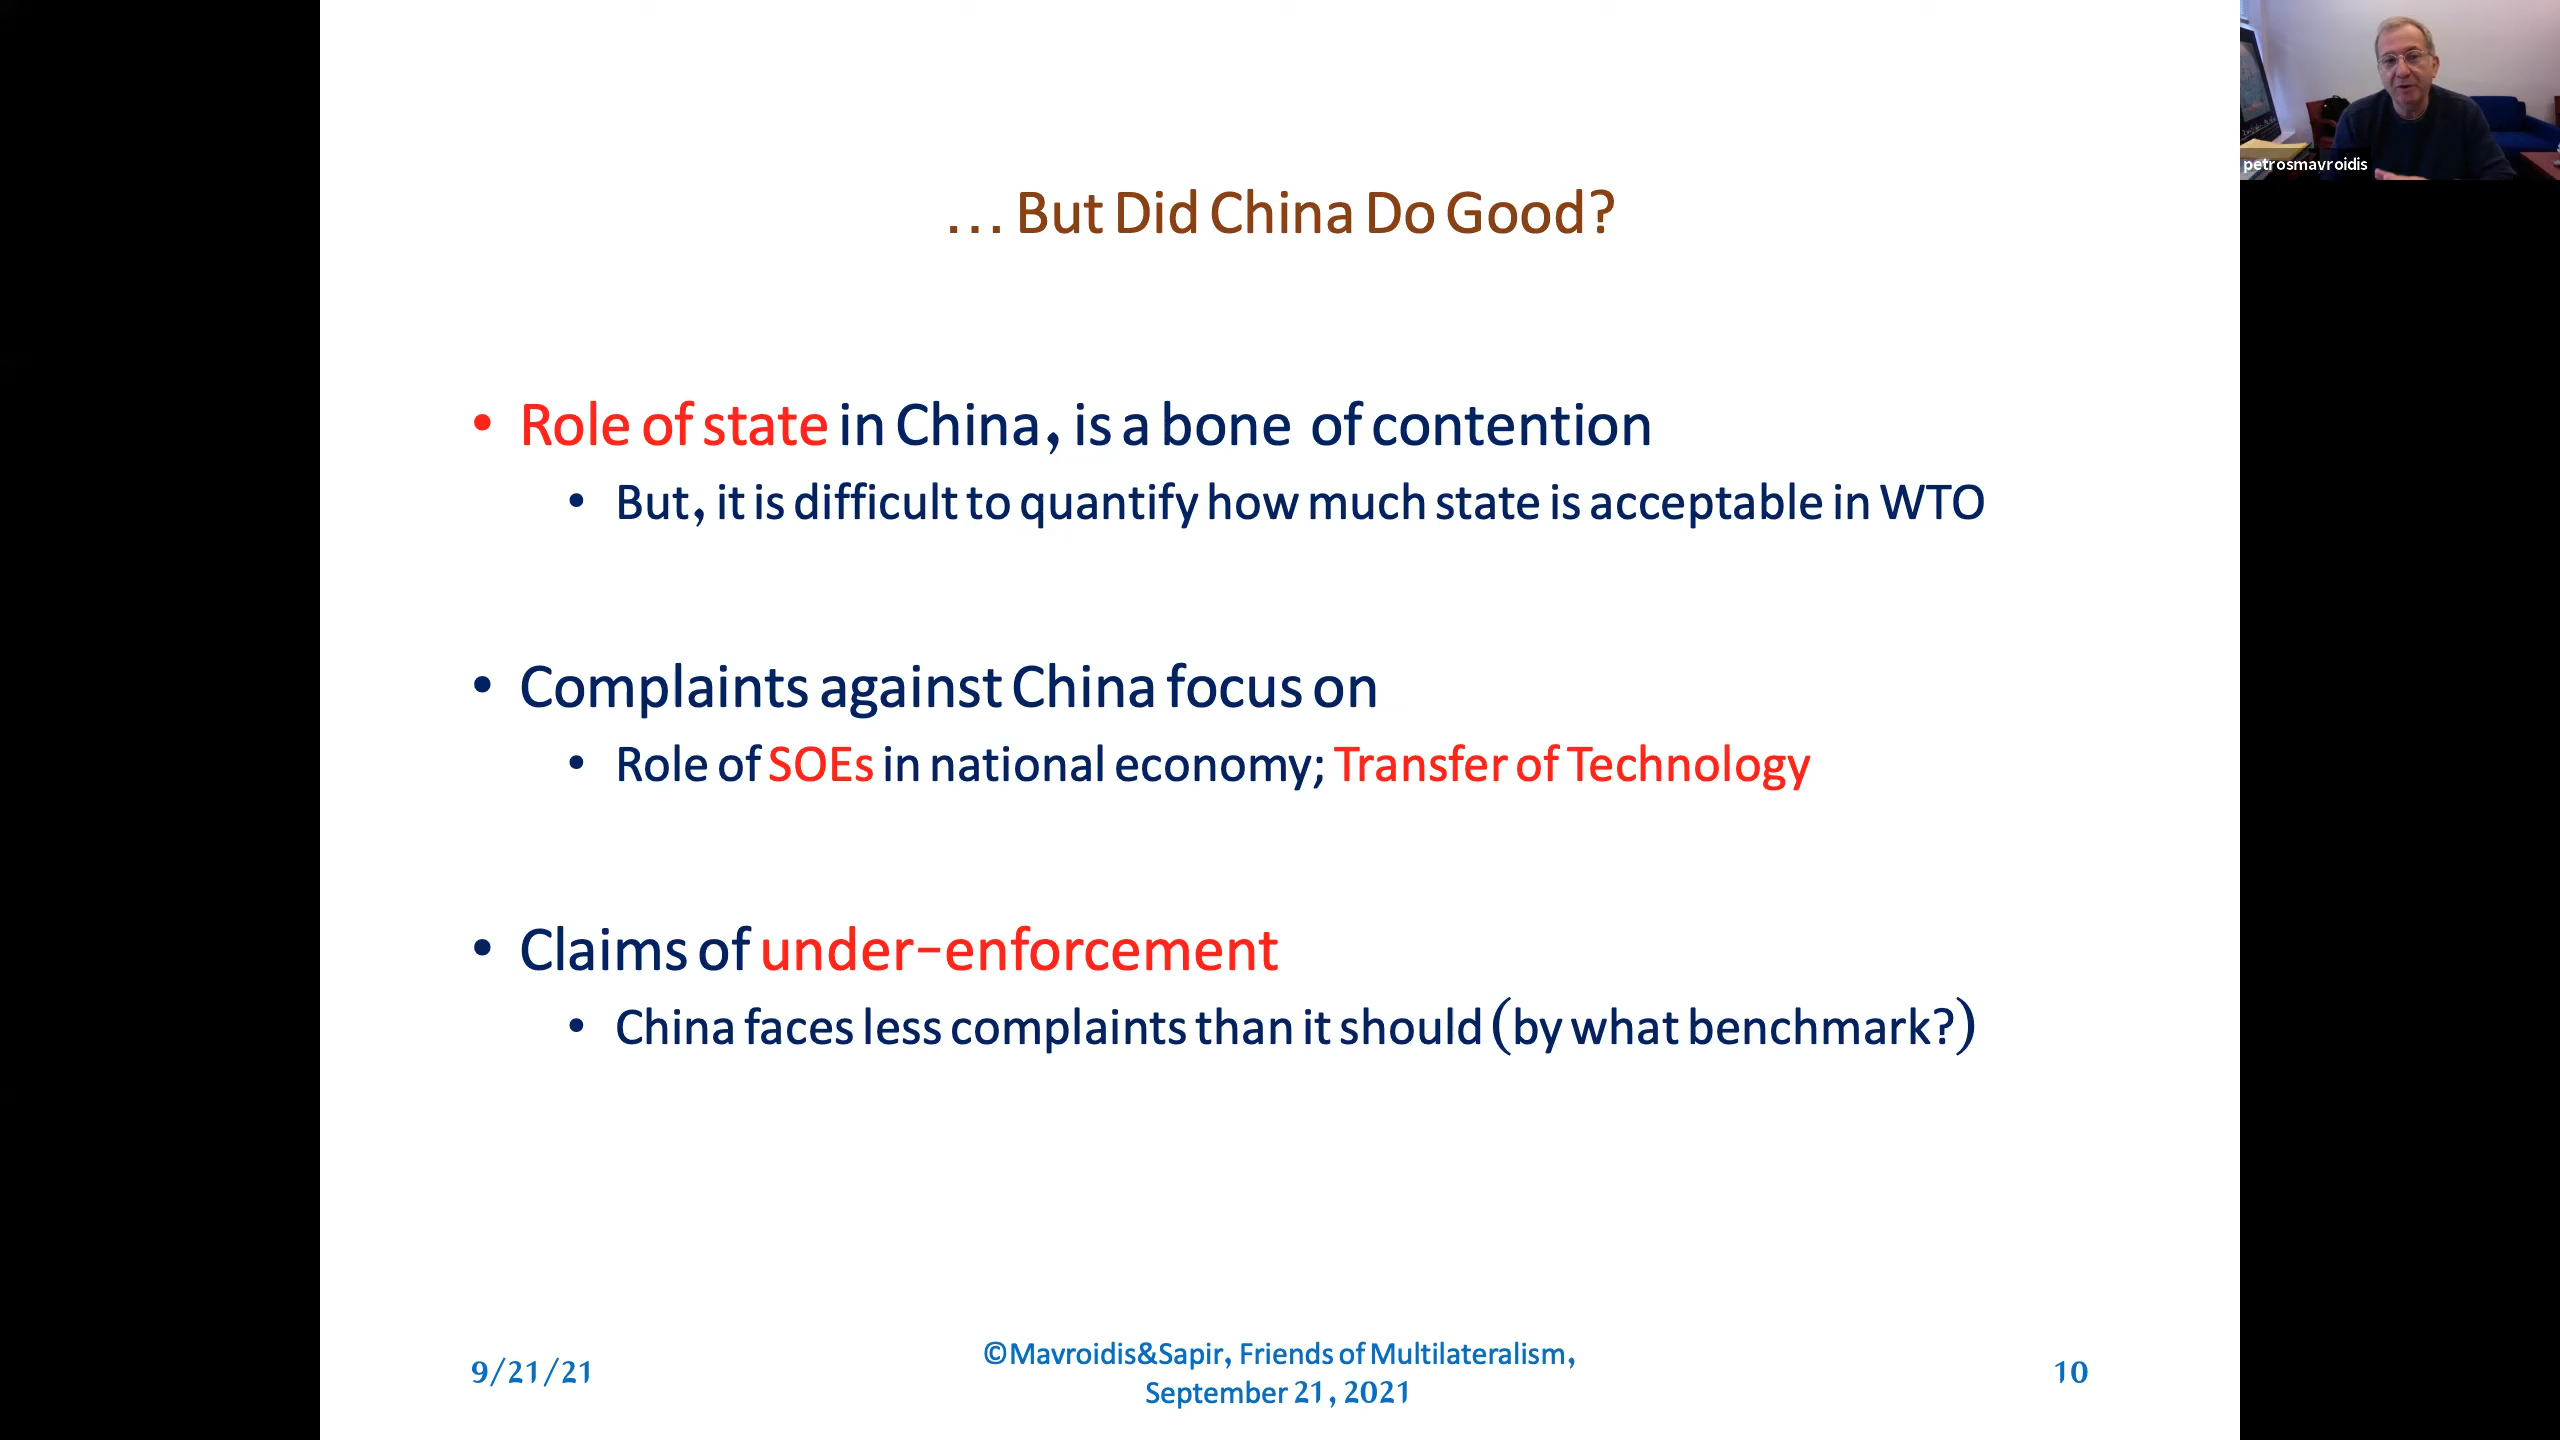 petrosmavroidis
... But Did China Do Good?
• Role of state in China, is a bone of contention
• But, it is difficult to quantify how much state is acceptable in WTO
• Complaints against China focus on
• Role of SOEs in national economy; Transfer of Technology
• Claims of under-enforcement
• China faces less complaints than it should (by what benchmark?)
9/21/21
©Mavroidis&Sapir, Friends of Multilateralism,
September 21, 2021
10